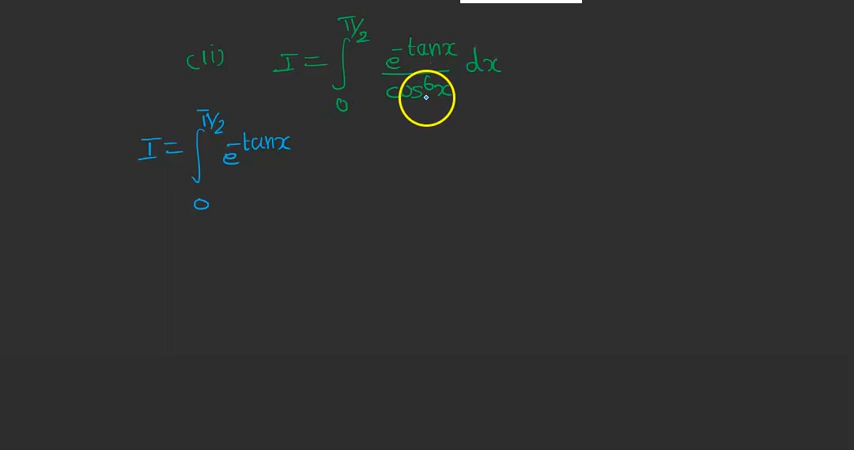 (ii) I = ∫₀^{π/2} e^{-tanx}/cos⁶x dx
I = ∫₀^{π/2} e^{-tanx}